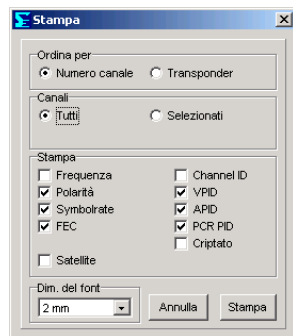 Stampa
Ordina per
Numero canale Transponder
Canali
Tutti Selezionati
Stampa
Frequenza Channel ID
Polarità VPID
Symbolrate APID
FEC PCR PID
Criptato
Satellite
Dim. del font
2 mm Annulla Stampa